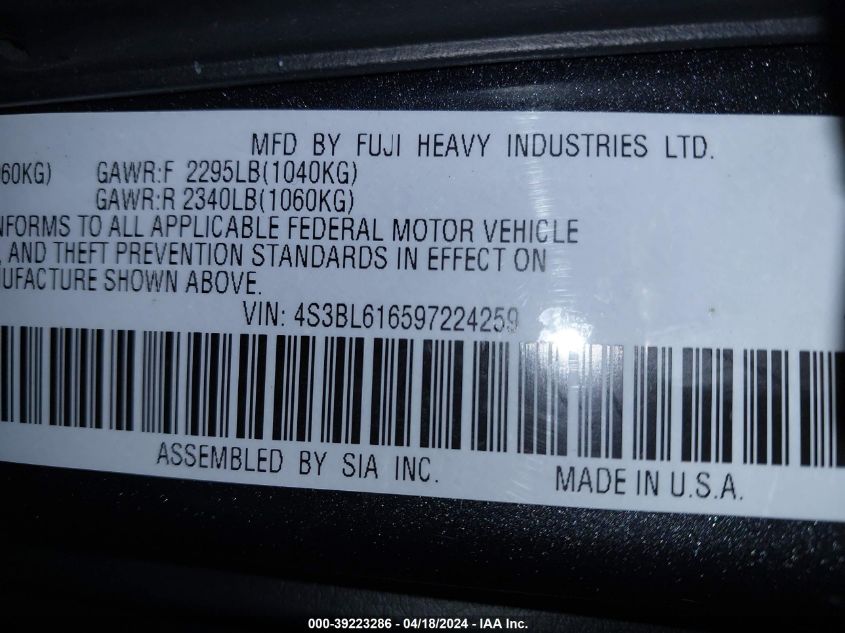 MFD BY FUJI HEAVY INDUSTRIES LTD.
60KG) GAWR:F 2295LB(1040KG)
GAWR:R 2340LB(1060KG)
NFORMS TO ALL APPLICABLE FEDERAL MOTOR VEHICLE
, AND THEFT PREVENTION STANDARDS IN EFFECT ON
NUFACTURE SHOWN ABOVE.
VIN: 4S3BL616597224259
ASSEMBLED BY SIA INC.
MADE IN U.S.A.
000-39223286 - 04/18/2024 - IAA Inc.